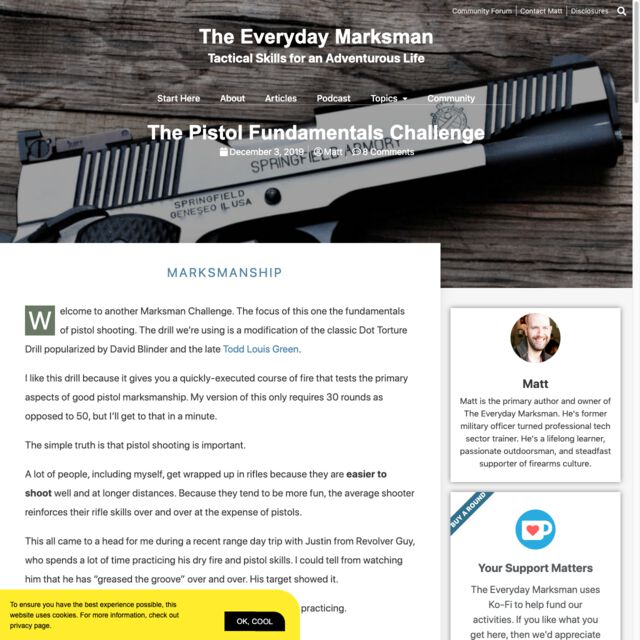 Community Forum
Contact Matt
Disclosures
The Everyday Marksman
Tactical Skills for an Adventurous Life
Start Here
About
Articles
Podcast
Topics
Community
The Pistol Fundamentals Challenge
December 3, 2019
Matt
8 Comments
SPRINGFIELD ARMORY
SPRINGFIELD
GENESEO IL USA
MARKSMANSHIP
Welcome to another Marksman Challenge. The focus of this one the fundamentals
of pistol shooting. The drill we're using is a modification of the classic Dot Torture
Drill popularized by David Blinder and the late Todd Louis Green.
I like this drill because it gives you a quickly-executed course of fire that tests the primary
aspects of good pistol marksmanship. My version of this only requires 30 rounds as
opposed to 50, but I'll get to that in a minute.
The simple truth is that pistol shooting is important.
A lot of people, including myself, get wrapped up in rifles because they are easier to
shoot well and at longer distances. Because they tend to be more fun, the average shooter
reinforces their rifle skills over and over at the expense of pistols.
This all came to a head for me during a recent range day trip with Justin from Revolver Guy,
who spends a lot of time practicing his dry fire and pistol skills. I could tell from watching
him that he has “greased the groove” over and over. His target showed it.
practicing.
Matt
Matt is the primary author and owner of
The Everyday Marksman. He's former
military officer turned professional tech
sector trainer. He's a lifelong learner,
passionate outdoorsman, and steadfast
supporter of firearms culture.
BUY A ROUND
Your Support Matters
The Everyday Marksman uses
Ko-Fi to help fund our
activities. If you like what you
get here, then we'd appreciate
To ensure you have the best experience possible, this
website uses cookies. For more information, check out
privacy page.
OK, COOL